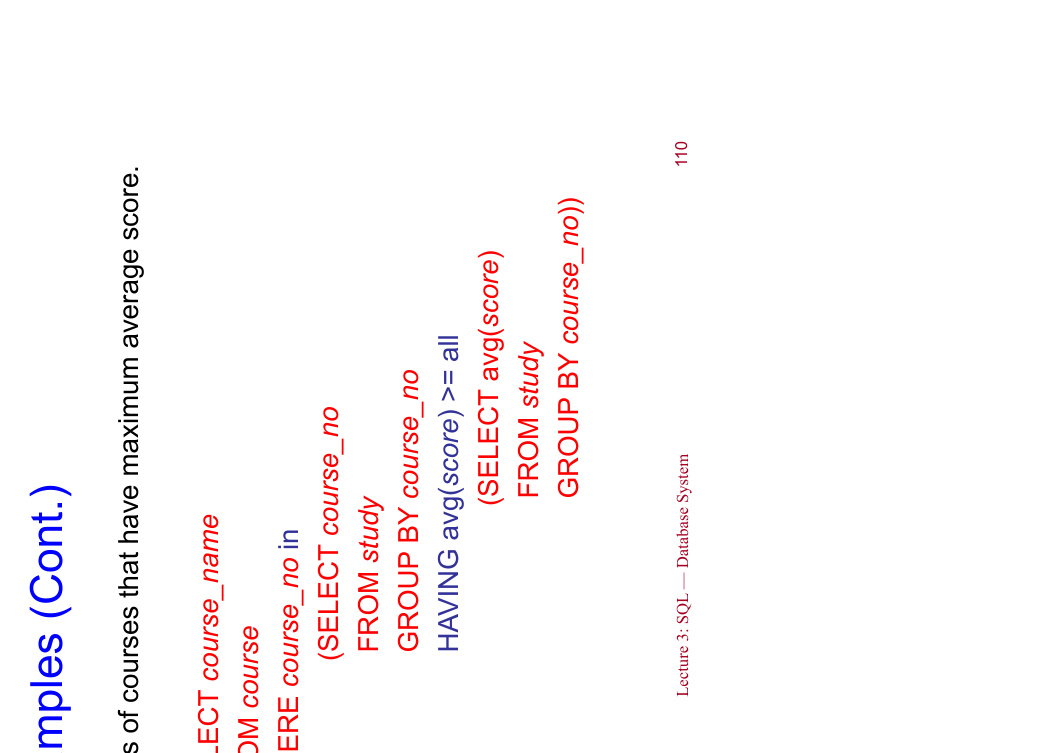 mples (Cont.)
s of courses that have maximum average score.
LECT course_name
OM course
ERE course_no in
(SELECT course_no
FROM study
GROUP BY course_no
HAVING avg(score) >= all
(SELECT avg(score)
FROM study
GROUP BY course_no))
Lecture 3: SQL — Database System 110